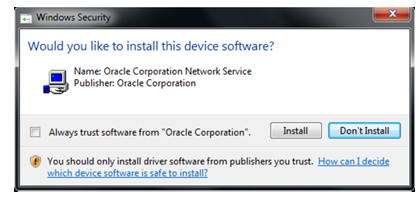 Windows Security
Would you like to install this device software?
Name: Oracle Corporation Network Service
Publisher: Oracle Corporation
Always trust software from "Oracle Corporation".
Install
Don't Install
You should only install driver software from publishers you trust. How can I decide
which device software is safe to install?